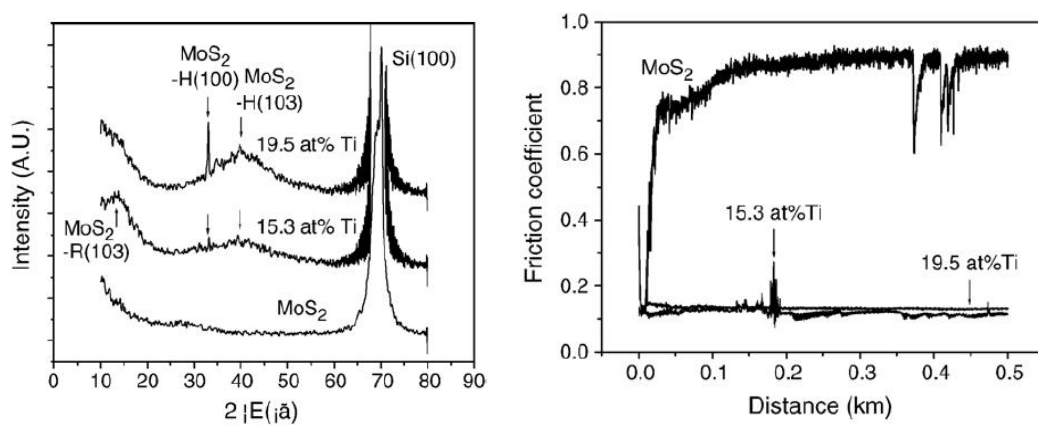 MoS2
-H(100)
MoS2
-H(103)
Si(100)
19.5 at% Ti
15.3 at% Ti
MoS2
-R(103)
MoS2
Intensity (A.U.)
0 10 20 30 40 50 60 70 80 90
2 ¦E(¡ã)
1.0
0.8
0.6
0.4
0.2
0.0
Friction coefficient
MoS2
15.3 at%Ti
19.5 at%Ti
0.0 0.1 0.2 0.3 0.4 0.5
Distance (km)